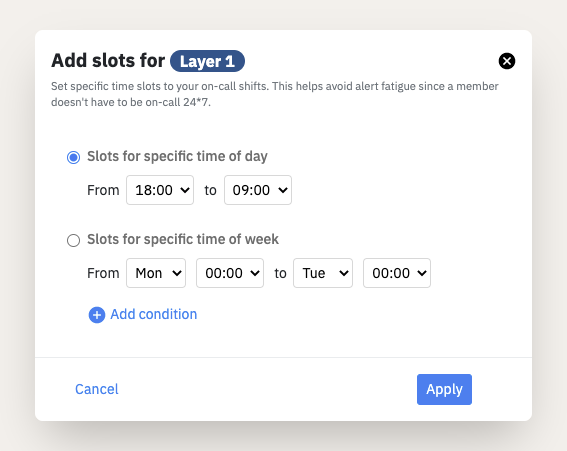 Add slots for Layer 1
Set specific time slots to your on-call shifts. This helps avoid alert fatigue since a member
doesn't have to be on-call 24*7.
Slots for specific time of day
From 18:00 to 09:00
Slots for specific time of week
From Mon 00:00 to Tue 00:00
Add condition
Cancel Apply